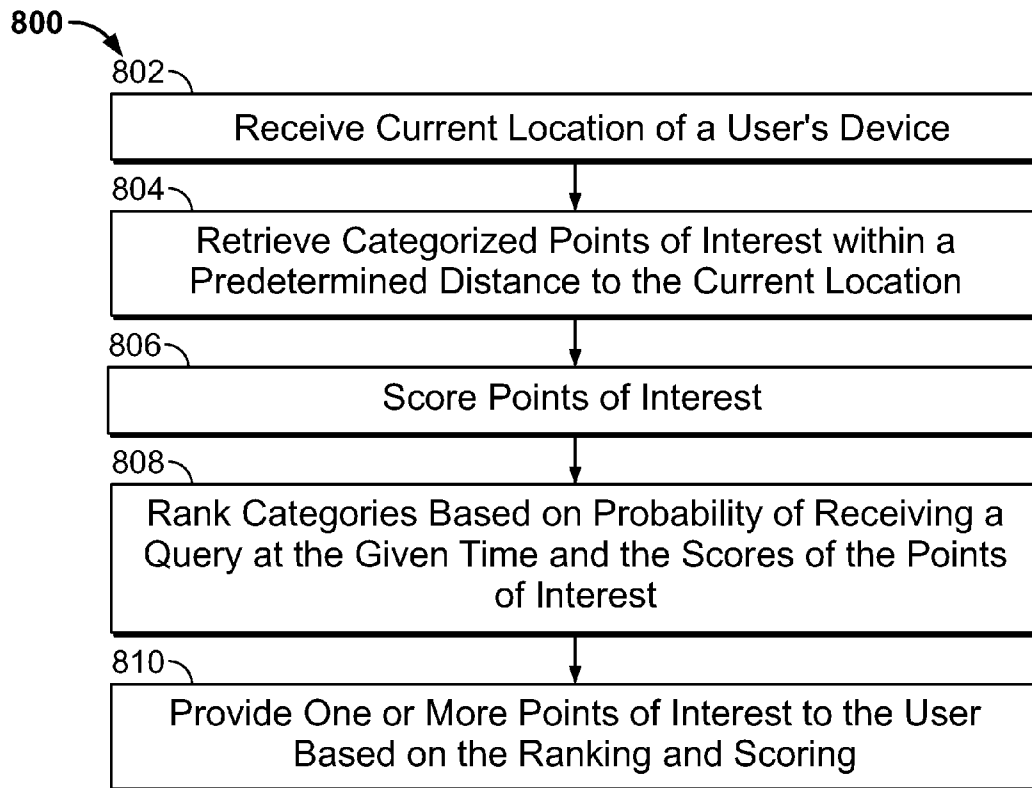 800
802
Receive Current Location of a User's Device
804
Retrieve Categorized Points of Interest within a
Predetermined Distance to the Current Location
806
Score Points of Interest
808
Rank Categories Based on Probability of Receiving a
Query at the Given Time and the Scores of the Points
of Interest
810
Provide One or More Points of Interest to the User
Based on the Ranking and Scoring